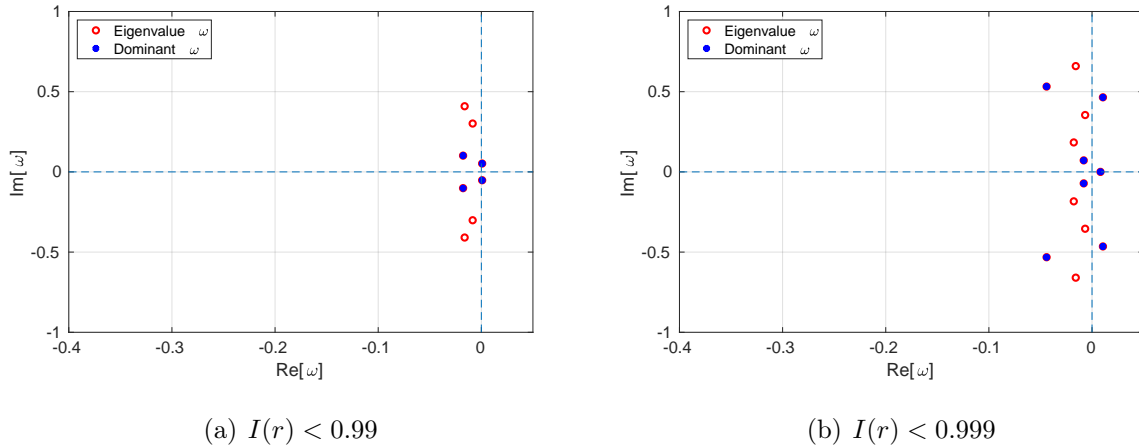 1
0.5
0
-0.5
-1
Im[ω]
Eigenvalue ω
Dominant ω
-0.4
-0.3
-0.2
-0.1
0
Re[ω]
(a) I(r) < 0.99
1
0.5
0
-0.5
-1
Im[ω]
Eigenvalue ω
Dominant ω
-0.4
-0.3
-0.2
-0.1
0
Re[ω]
(b) I(r) < 0.999